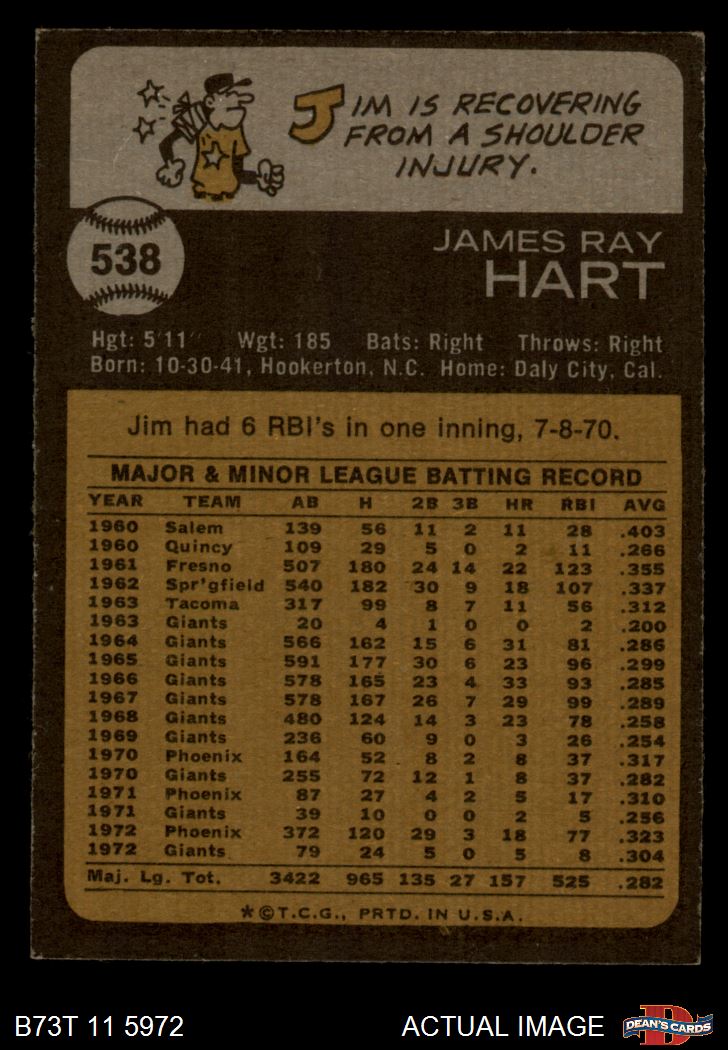 JIM IS RECOVERING
FROM A SHOULDER
INJURY.
538
JAMES RAY
HART
Hgt: 5'11" Wgt: 185 Bats: Right Throws: Right
Born: 10-30-41, Hookerton, N.C. Home: Daly City, Cal.
Jim had 6 RBI's in one inning, 7-8-70.
MAJOR & MINOR LEAGUE BATTING RECORD
YEAR TEAM AB H 2B 3B HR RBI AVG
1960 Salem 139 56 11 2 11 28 .403
1960 Quincy 109 29 5 0 2 11 .266
1961 Fresno 507 180 24 14 22 123 .355
1962 Spr'gfield 540 182 30 9 18 107 .337
1963 Tacoma 317 99 8 7 11 56 .312
1963 Giants 20 4 1 0 0 2 .200
1964 Giants 566 162 15 6 31 81 .286
1965 Giants 591 177 30 6 23 96 .299
1966 Giants 578 165 23 4 33 93 .285
1967 Giants 578 167 26 7 29 99 .289
1968 Giants 480 124 14 3 23 78 .258
1969 Giants 236 60 9 0 3 26 .254
1970 Phoenix 164 52 8 2 8 37 .317
1970 Giants 255 72 12 1 8 37 .282
1971 Phoenix 87 27 4 2 5 17 .310
1971 Giants 39 10 0 0 2 5 .256
1972 Phoenix 372 120 29 3 18 77 .323
1972 Giants 79 24 5 0 5 8 .304
Maj. Lg. Tot. 3422 965 135 27 157 525 .282
*©T.C.G., PRTD. IN U.S.A.
B73T 11 5972 ACTUAL IMAGE D DEAN'S CARDS